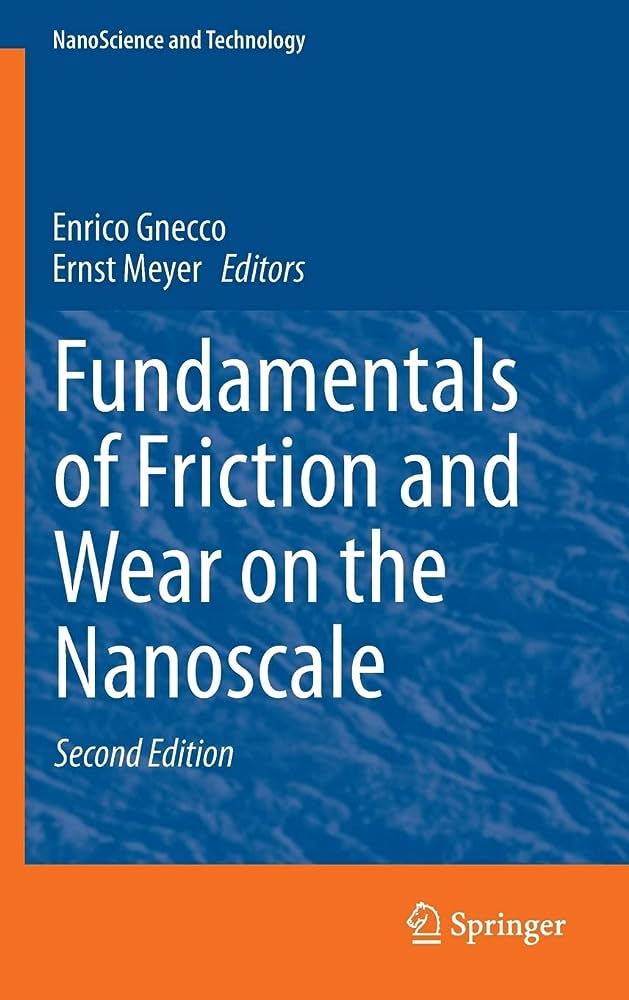 NanoScience and Technology
Enrico Gnecco
Ernst Meyer Editors
Fundamentals
of Friction and
Wear on the
Nanoscale
Second Edition
Springer